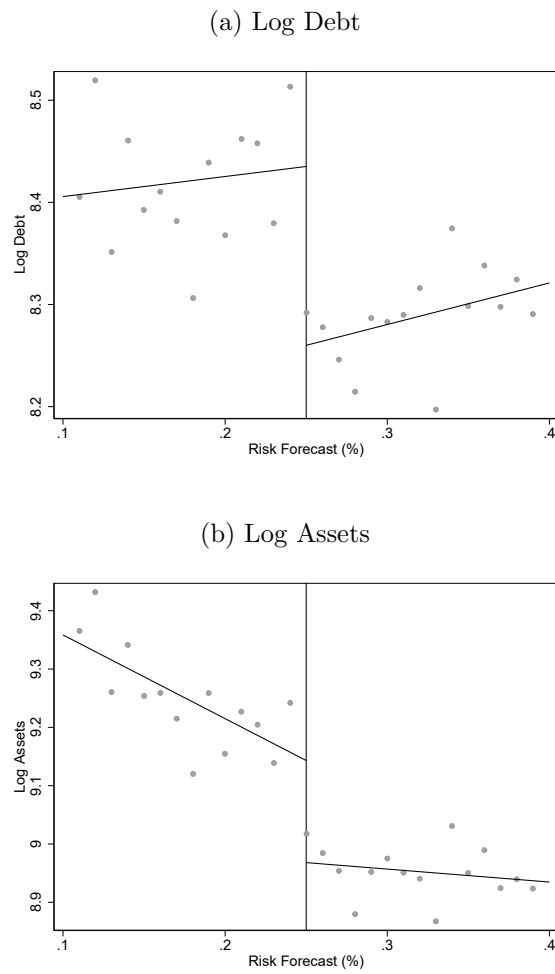 (a) Log Debt
8.5
8.4
8.3
8.2
Log Debt
.1 .2 .3 .4
Risk Forecast (%)
(b) Log Assets
9.4
9.3
9.2
9.1
9
8.9
Log Assets
.1 .2 .3 .4
Risk Forecast (%)